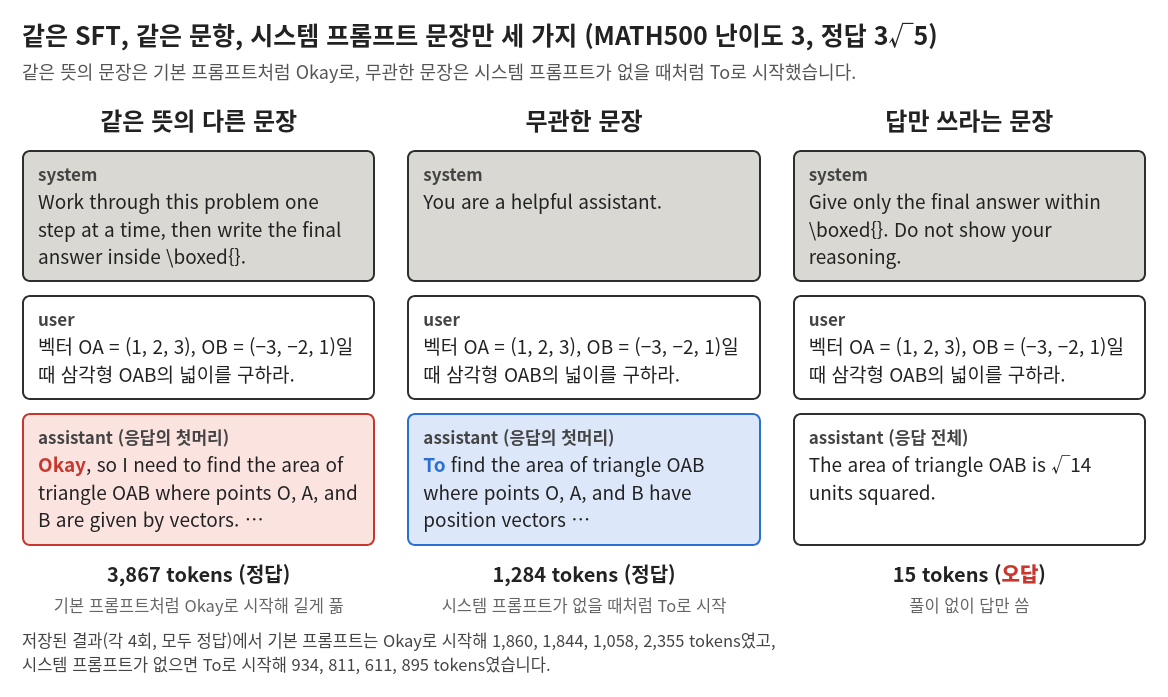 같은 SFT, 같은 문항, 시스템 프롬프트 문장만 세 가지 (MATH500 난이도 3, 정답 3√5)
같은 뜻의 문장은 기본 프롬프트처럼 Okay로, 무관한 문장은 시스템 프롬프트가 없을 때처럼 To로 시작했습니다.
같은 뜻의 다른 문장
system
Work through this problem one
step at a time, then write the final
answer inside \boxed{}.
user
벡터 OA = (1, 2, 3), OB = (−3, −2, 1)일
때 삼각형 OAB의 넓이를 구하라.
assistant (응답의 첫머리)
Okay, so I need to find the area of
triangle OAB where points O, A, and
B are given by vectors. ⋯
3,867 tokens (정답)
기본 프롬프트처럼 Okay로 시작해 길게 풂
무관한 문장
system
You are a helpful assistant.
user
벡터 OA = (1, 2, 3), OB = (−3, −2, 1)일
때 삼각형 OAB의 넓이를 구하라.
assistant (응답의 첫머리)
To find the area of triangle OAB
where points O, A, and B have
position vectors ⋯
1,284 tokens (정답)
시스템 프롬프트가 없을 때처럼 To로 시작
답만 쓰라는 문장
system
Give only the final answer within
\boxed{}. Do not show your
reasoning.
user
벡터 OA = (1, 2, 3), OB = (−3, −2, 1)일
때 삼각형 OAB의 넓이를 구하라.
assistant (응답 전체)
The area of triangle OAB is √14
units squared.
15 tokens (오답)
풀이 없이 답만 씀
저장된 결과(각 4회, 모두 정답)에서 기본 프롬프트는 Okay로 시작해 1,860, 1,844, 1,058, 2,355 tokens였고,
시스템 프롬프트가 없으면 To로 시작해 934, 811, 611, 895 tokens였습니다.